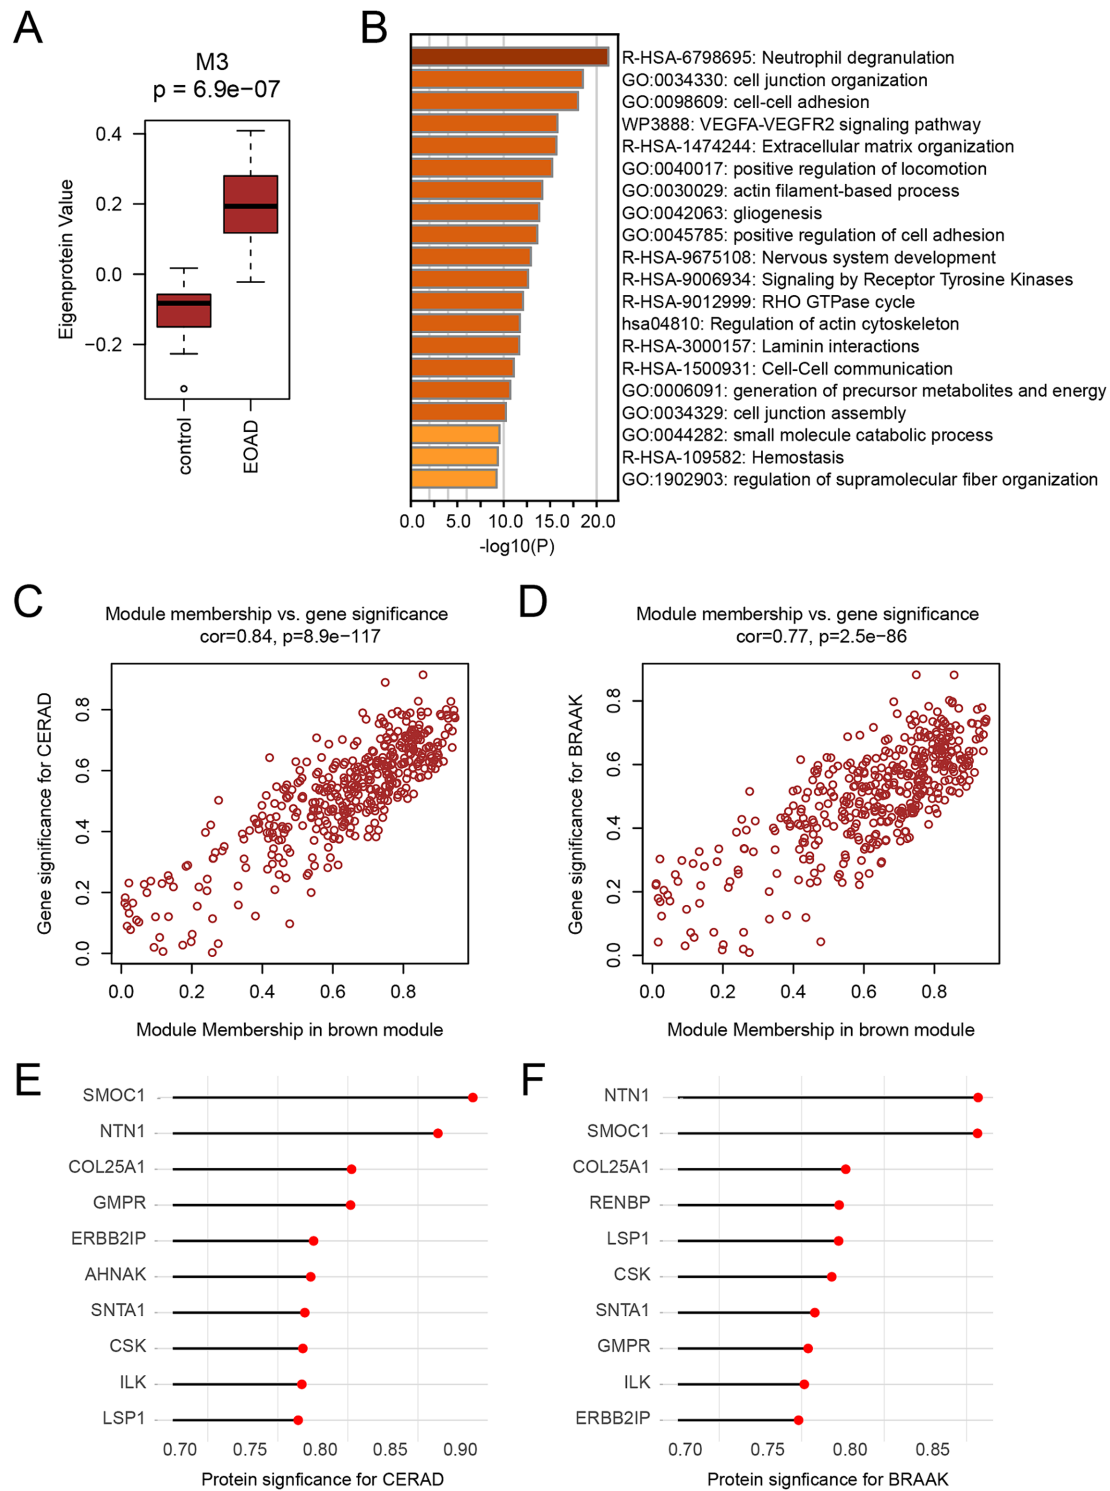 A
M3
p = 6.9e−07
Eigenprotein Value
0.4
0.2
0.0
−0.2
control
EOAD
B
R-HSA-6798695: Neutrophil degranulation
GO:0034330: cell junction organization
GO:0098609: cell-cell adhesion
WP3888: VEGFA-VEGFR2 signaling pathway
R-HSA-1474244: Extracellular matrix organization
GO:0040017: positive regulation of locomotion
GO:0030029: actin filament-based process
GO:0042063: gliogenesis
GO:0045785: positive regulation of cell adhesion
R-HSA-9675108: Nervous system development
R-HSA-9006934: Signaling by Receptor Tyrosine Kinases
R-HSA-9012999: RHO GTPase cycle
hsa04810: Regulation of actin cytoskeleton
R-HSA-3000157: Laminin interactions
R-HSA-1500931: Cell-Cell communication
GO:0006091: generation of precursor metabolites and energy
GO:0034329: cell junction assembly
GO:0044282: small molecule catabolic process
R-HSA-109582: Hemostasis
GO:1902903: regulation of supramolecular fiber organization
0.0 5.0 10.0 15.0 20.0
-log10(P)
C
Module membership vs. gene significance
cor=0.84, p=8.9e−117
Gene significance for CERAD
0.8
0.6
0.4
0.2
0.0
0.0 0.2 0.4 0.6 0.8
Module Membership in brown module
D
Module membership vs. gene significance
cor=0.77, p=2.5e−86
Gene significance for BRAAK
0.8
0.6
0.4
0.2
0.0
0.0 0.2 0.4 0.6 0.8
Module Membership in brown module
E
SMOC1
NTN1
COL25A1
GMPR
ERBB2IP
AHNAK
SNTA1
CSK
ILK
LSP1
0.70 0.75 0.80 0.85 0.90
Protein signficance for CERAD
F
NTN1
SMOC1
COL25A1
RENBP
LSP1
CSK
SNTA1
GMPR
ILK
ERBB2IP
0.70 0.75 0.80 0.85
Protein signficance for BRAAK